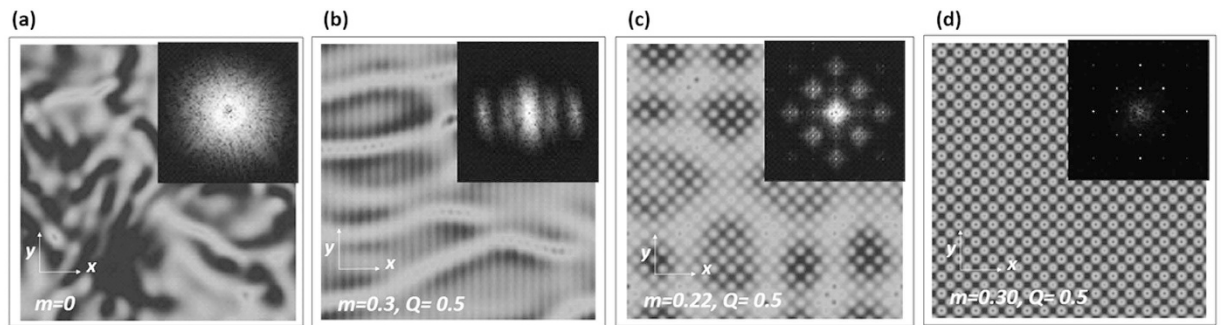 (a)
(b)
(c)
(d)
y
x
m=0
y
x
m=0.3, Q= 0.5
y
x
m=0.22, Q= 0.5
y
x
m=0.30, Q= 0.5